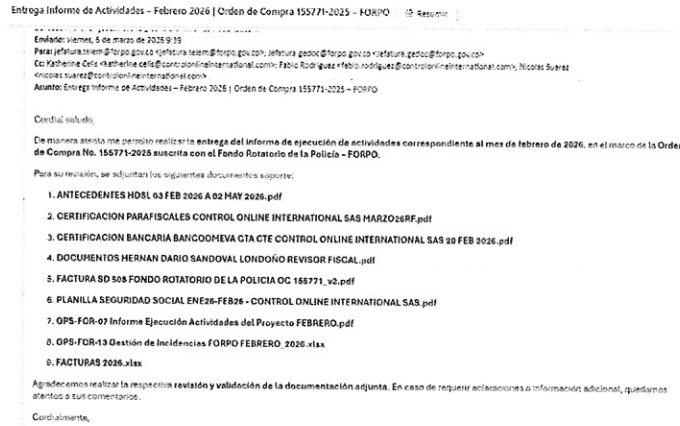 Entrega Informe de Actividades – Febrero 2026 | Orden de Compra 155771-2025 – FORPO Resumir
Enviado: viernes, 6 de marzo de 2026 9:39
Para: jefatura.telem@forpo.gov.co <jefatura.telem@forpo.gov.co>; jefatura.gedoc@forpo.gov.co <jefatura.gedoc@forpo.gov.co>
Cc: Katherine Celis <katherine.celis@controlonlineinternational.com>; Fabio Rodriguez <fabio.rodriguez@controlonlineinternational.com>; Nicolas Suarez
<nicolas.suarez@controlonlineinternational.com>
Asunto: Entrega Informe de Actividades – Febrero 2026 | Orden de Compra 155771-2025 – FORPO
Cordial saludo,
De manera atenta me permito realizar la entrega del informe de ejecución de actividades correspondiente al mes de febrero de 2026, en el marco de la Orden
de Compra No. 155771-2025 suscrita con el Fondo Rotatorio de la Policía – FORPO.
Para su revisión, se adjuntan los siguientes documentos soporte:
1. ANTECEDENTES HDSL 03 FEB 2026 A 02 MAY 2026.pdf
2. CERTIFICACION PARAFISCALES CONTROL ONLINE INTERNATIONAL SAS MARZO26RF.pdf
3. CERTIFICACION BANCARIA BANCOOMEVA CTA CTE CONTROL ONLINE INTERNATIONAL SAS 20 FEB 2026.pdf
4. DOCUMENTOS HERNAN DARIO SANDOVAL LONDOÑO REVISOR FISCAL.pdf
5. FACTURA SD 508 FONDO ROTATORIO DE LA POLICIA OC 155771_v2.pdf
6. PLANILLA SEGURIDAD SOCIAL ENE26-FEB26 - CONTROL ONLINE INTERNATIONAL SAS.pdf
7. OPS-FOR-07 Informe Ejecución Actividades del Proyecto FEBRERO.pdf
8. OPS-FOR-13 Gestión de Incidencias FORPO FEBRERO_2026.xlsx
9. FACTURAS 2026.xlsx
Agradecemos realizar la respectiva revisión y validación de la documentación adjunta. En caso de requerir aclaraciones o información adicional, quedamos
atentos a sus comentarios.
Cordialmente,